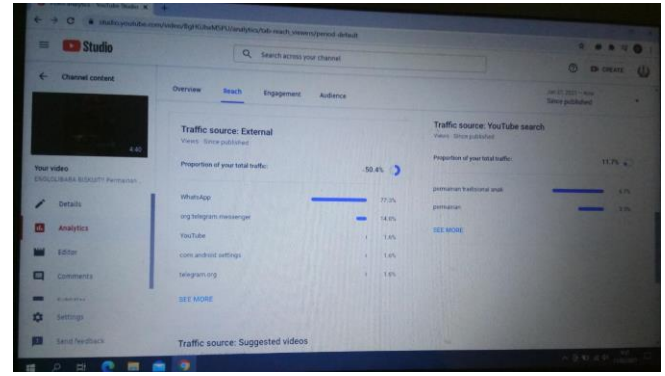 Studio
Search across your channel
CREATE
Channel content
Overview Reach Engagement Audience
Since published
4:40
Your video
Details
Analytics
Editor
Comments
Settings
Send feedback
Traffic source: External
Views · Since published
Proportion of your total traffic:
50.4%
WhatsApp 77.3%
org.telegram.messenger 14.8%
YouTube 1.6%
com.android.settings 1.6%
telegram.org 1.6%
SEE MORE
Traffic source: YouTube search
Views · Since published
Proportion of your total traffic:
11.7%
permainan tradisional anak
permainan
SEE MORE
Traffic source: Suggested videos